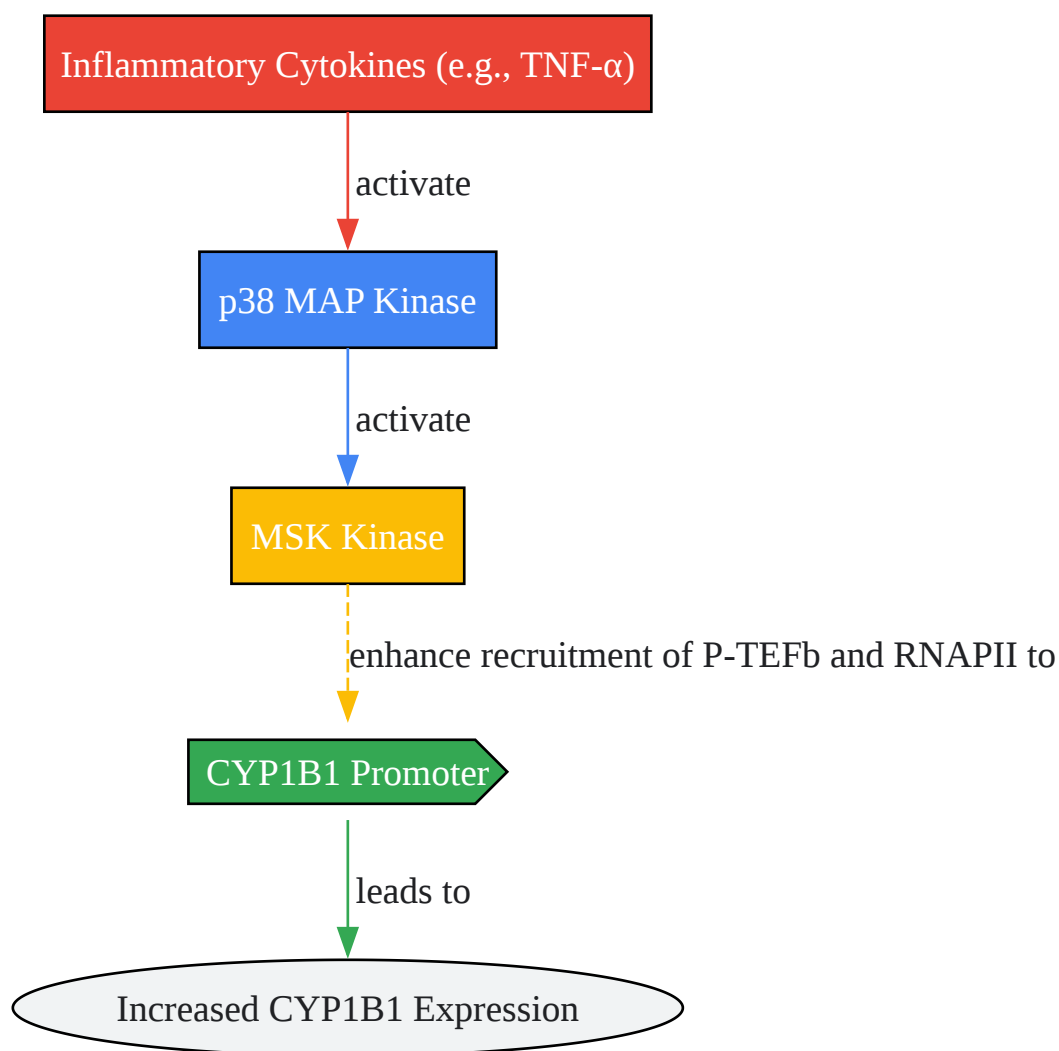 Inflammatory Cytokines (e.g., TNF-α)
activate
p38 MAP Kinase
activate
MSK Kinase
enhance recruitment of P-TEFb and RNAPII to
CYP1B1 Promoter
leads to
Increased CYP1B1 Expression